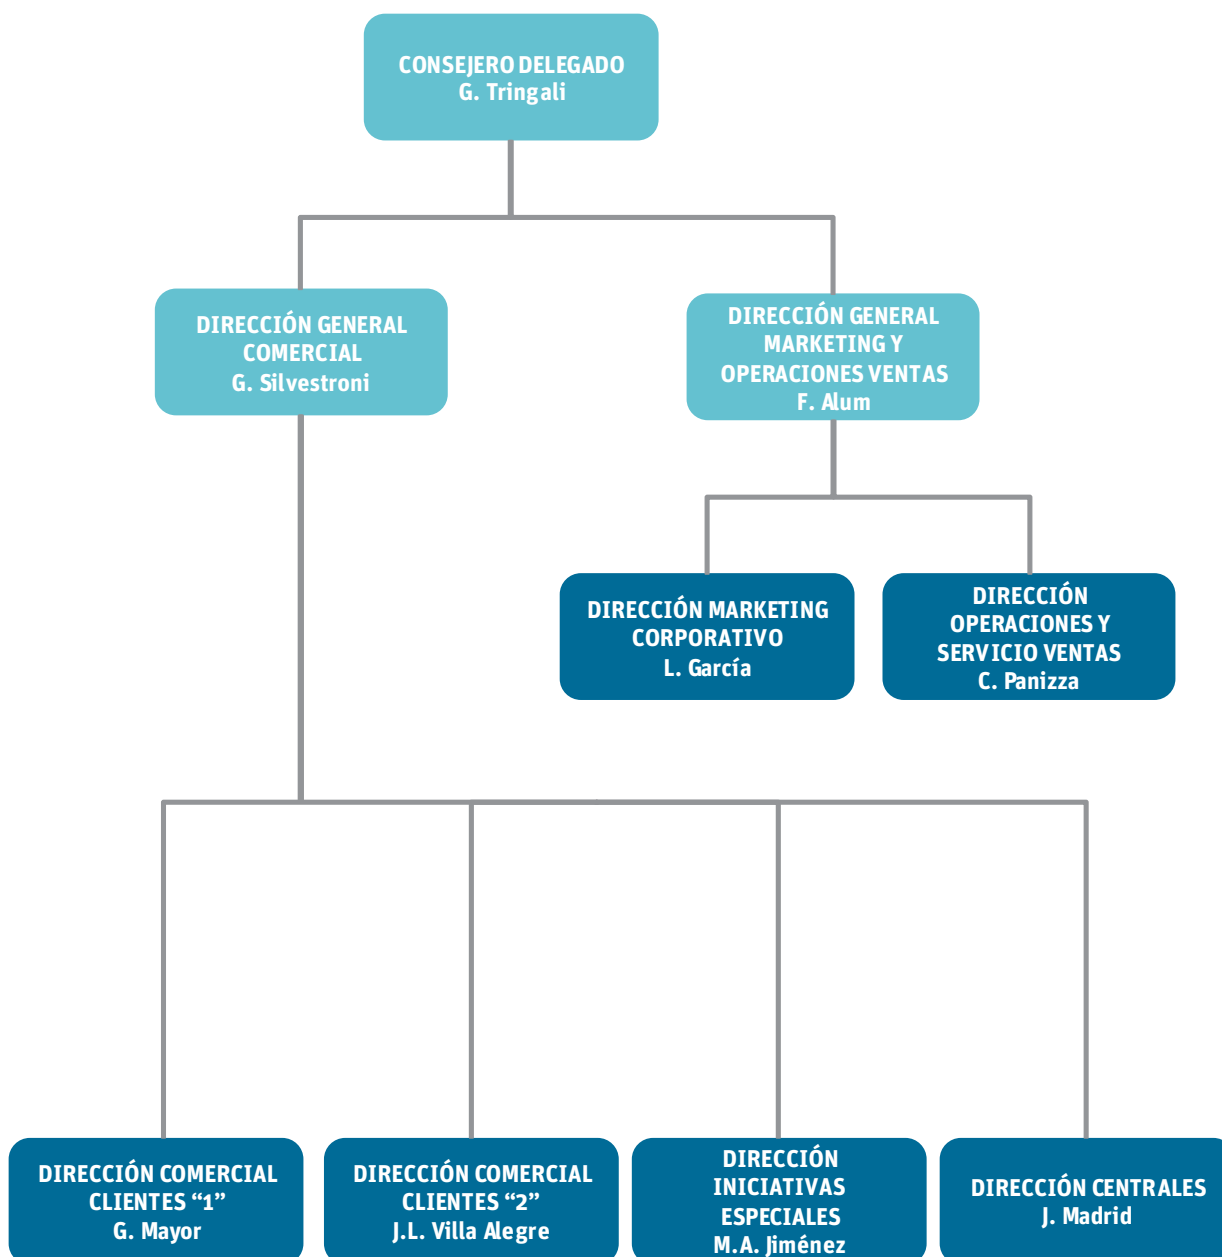 CONSEJERO DELEGADO
G. Tringali
DIRECCIÓN GENERAL
COMERCIAL
G. Silvestroni
DIRECCIÓN GENERAL
MARKETING Y
OPERACIONES VENTAS
F. Alum
DIRECCIÓN MARKETING
CORPORATIVO
L. García
DIRECCIÓN
OPERACIONES Y
SERVICIO VENTAS
C. Panizza
DIRECCIÓN COMERCIAL
CLIENTES “1”
G. Mayor
DIRECCIÓN COMERCIAL
CLIENTES “2”
J.L. Villa Alegre
DIRECCIÓN
INICIATIVAS
ESPECIALES
M.A. Jiménez
DIRECCIÓN CENTRALES
J. Madrid